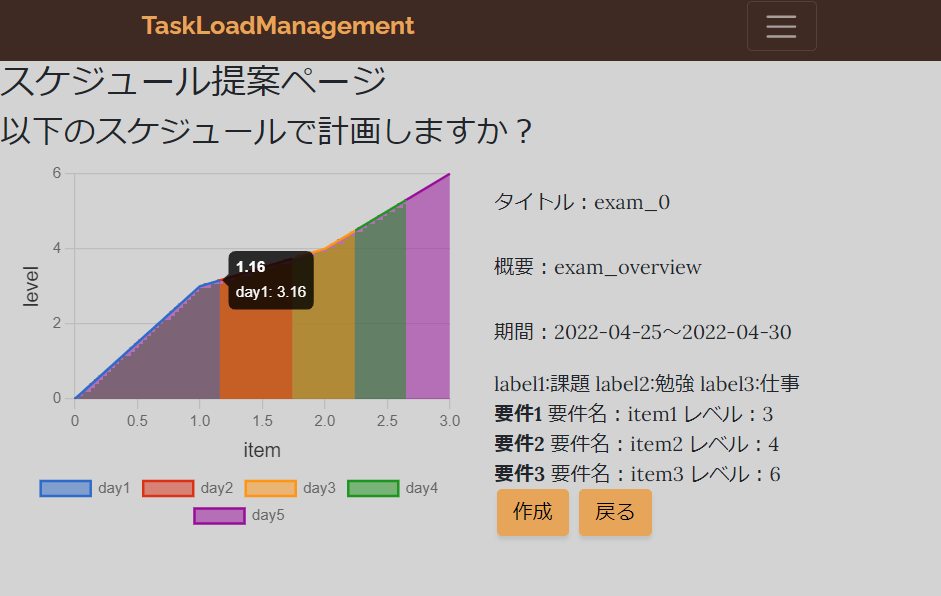 TaskLoadManagement
スケジュール提案ページ
以下のスケジュールで計画しますか？
6
4
2
0
level
0 0.5 1.0 1.5 2.0 2.5 3.0
item
1.16
day1: 3.16
day1 day2 day3 day4
day5
タイトル：exam_0
概要：exam_overview
期間：2022-04-25～2022-04-30
label1:課題 label2:勉強 label3:仕事
要件1 要件名：item1 レベル：3
要件2 要件名：item2 レベル：4
要件3 要件名：item3 レベル：6
作成 戻る